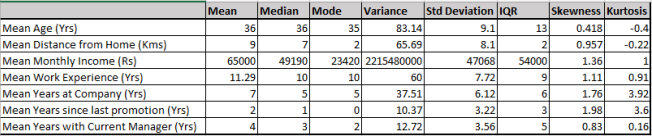 Mean Median Mode Variance Std Deviation IQR Skewness Kurtosis
Mean Age (Yrs) 36 36 35 83.14 9.1 13 0.418 -0.4
Mean Distance from Home (Kms) 9 7 2 65.69 8.1 2 0.957 -0.22
Mean Monthly Income (Rs) 65000 49190 23420 2215480000 47068 54000 1.36 1
Mean Work Experience (Yrs) 11.29 10 10 60 7.72 9 1.11 0.91
Mean Years at Company (Yrs) 7 5 5 37.51 6.12 6 1.76 3.92
Mean Years since last promotion (Yrs) 2 1 0 10.37 3.22 3 1.98 3.6
Mean Years with Current Manager (Yrs) 4 3 2 12.72 3.56 5 0.83 0.16